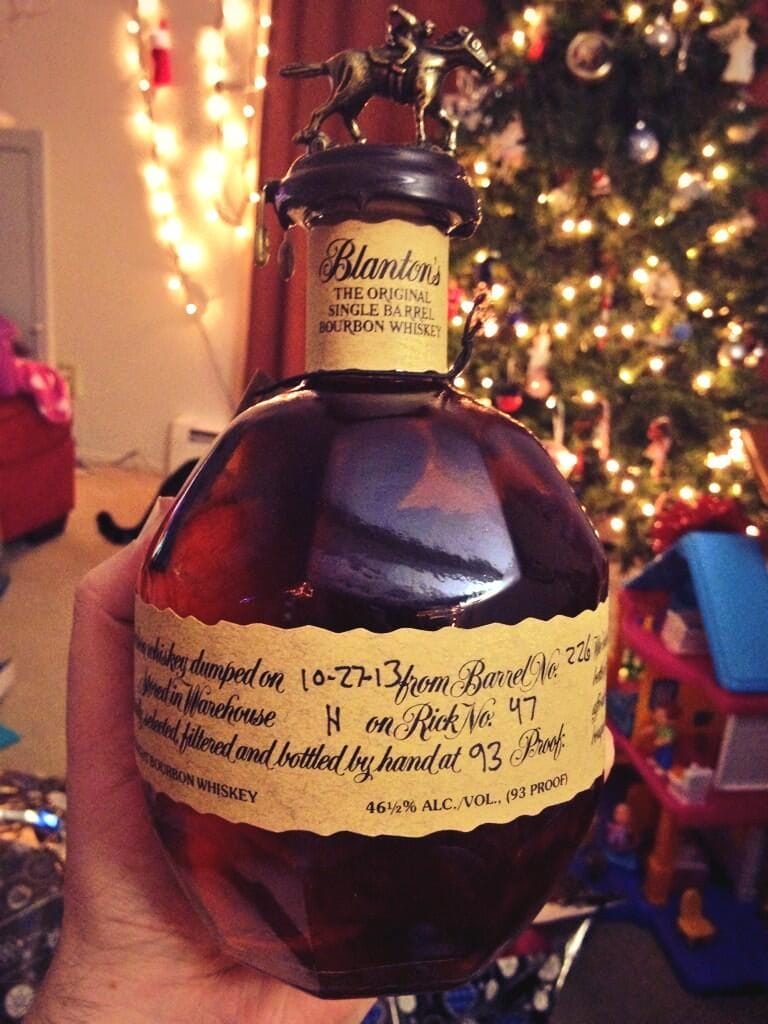 Blanton's
THE ORIGINAL
SINGLE BARREL
BOURBON WHISKEY
whiskey dumped on 10-27-13 from Barrel No. 226
Stored in Warehouse H on Rick No. 47
selected, filtered and bottled by hand at 93 Proof.
BOURBON WHISKEY
46½% ALC./VOL., (93 PROOF)